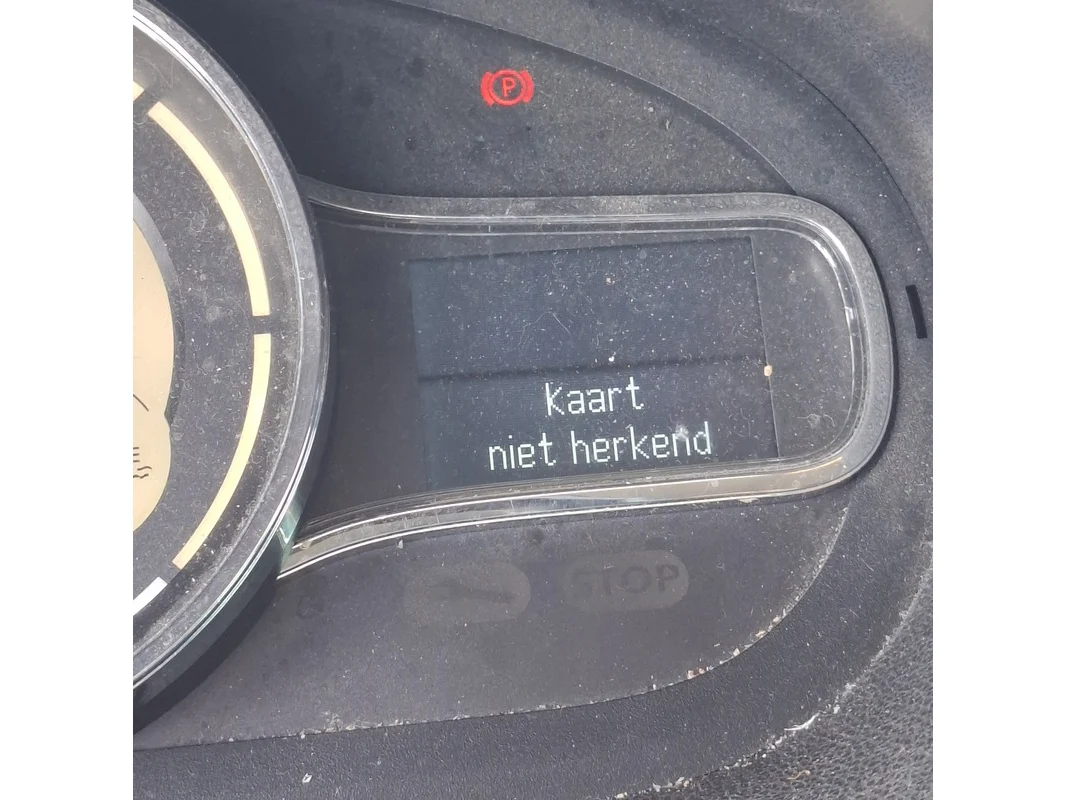 P
kaart
niet herkend
STOP